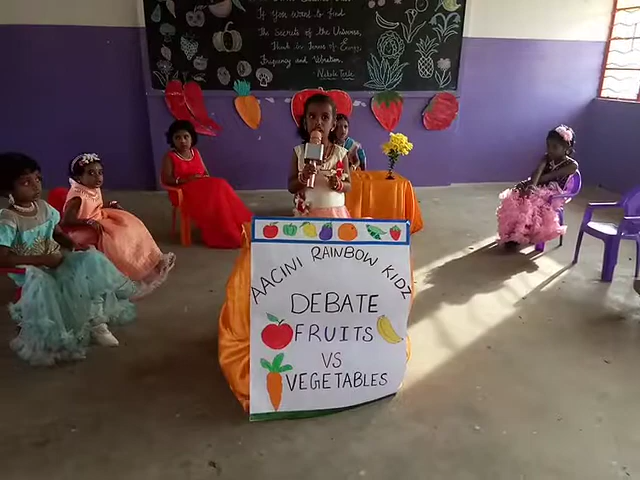 If You want to find
The Secrets of the Universe,
Think in Terms of Energy,
Frequency and Vibration.
- Nikola Tesla
AACINI RAINBOW KIDZ
DEBATE
FRUITS
VS
VEGETABLES